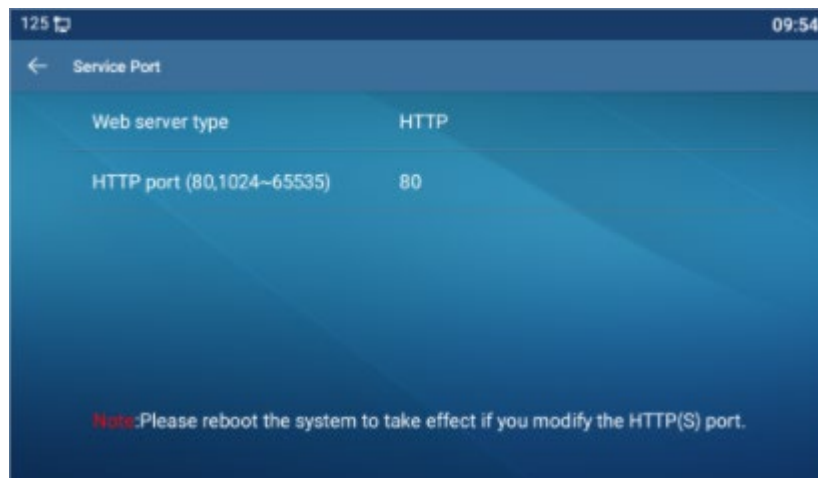 125
09:54
Service Port
Web server type HTTP
HTTP port (80,1024~65535) 80
Note:Please reboot the system to take effect if you modify the HTTP(S) port.